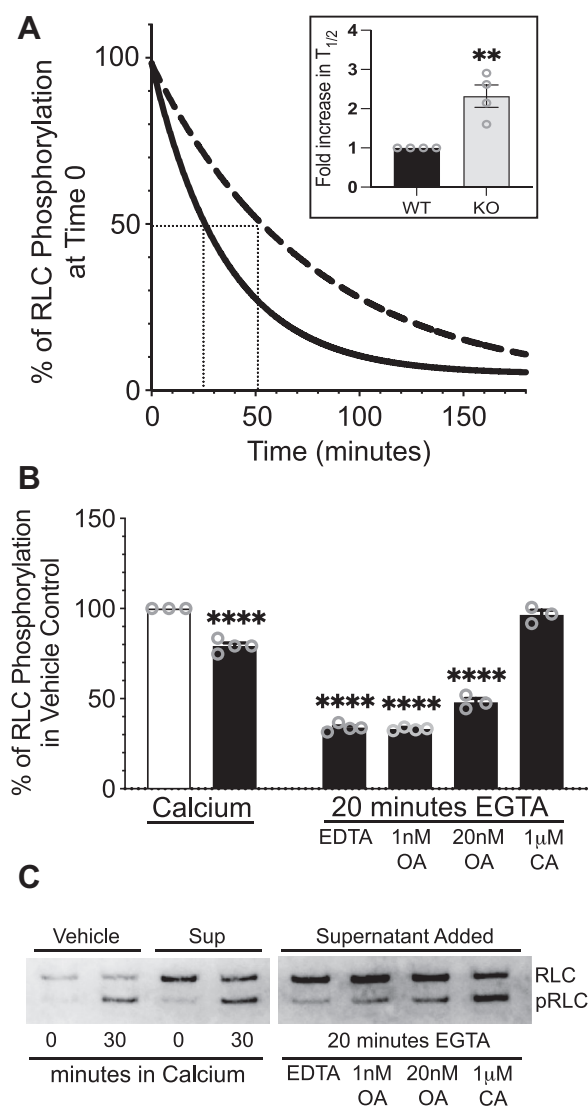 A
% of RLC Phosphorylation
at Time 0
100
50
0
0 50 100 150
Time (minutes)
Fold increase in T1/2
4
3
2
1
0
**
WT KO
B
% of RLC Phosphorylation
in Vehicle Control
150
100
50
0
****
**** **** ****
Calcium 20 minutes EGTA
EDTA 1nM 20nM 1μM
OA OA CA
C
Vehicle Sup Supernatant Added
RLC
pRLC
0 30 0 30 20 minutes EGTA
minutes in Calcium EDTA 1nM 20nM 1μM
OA OA CA